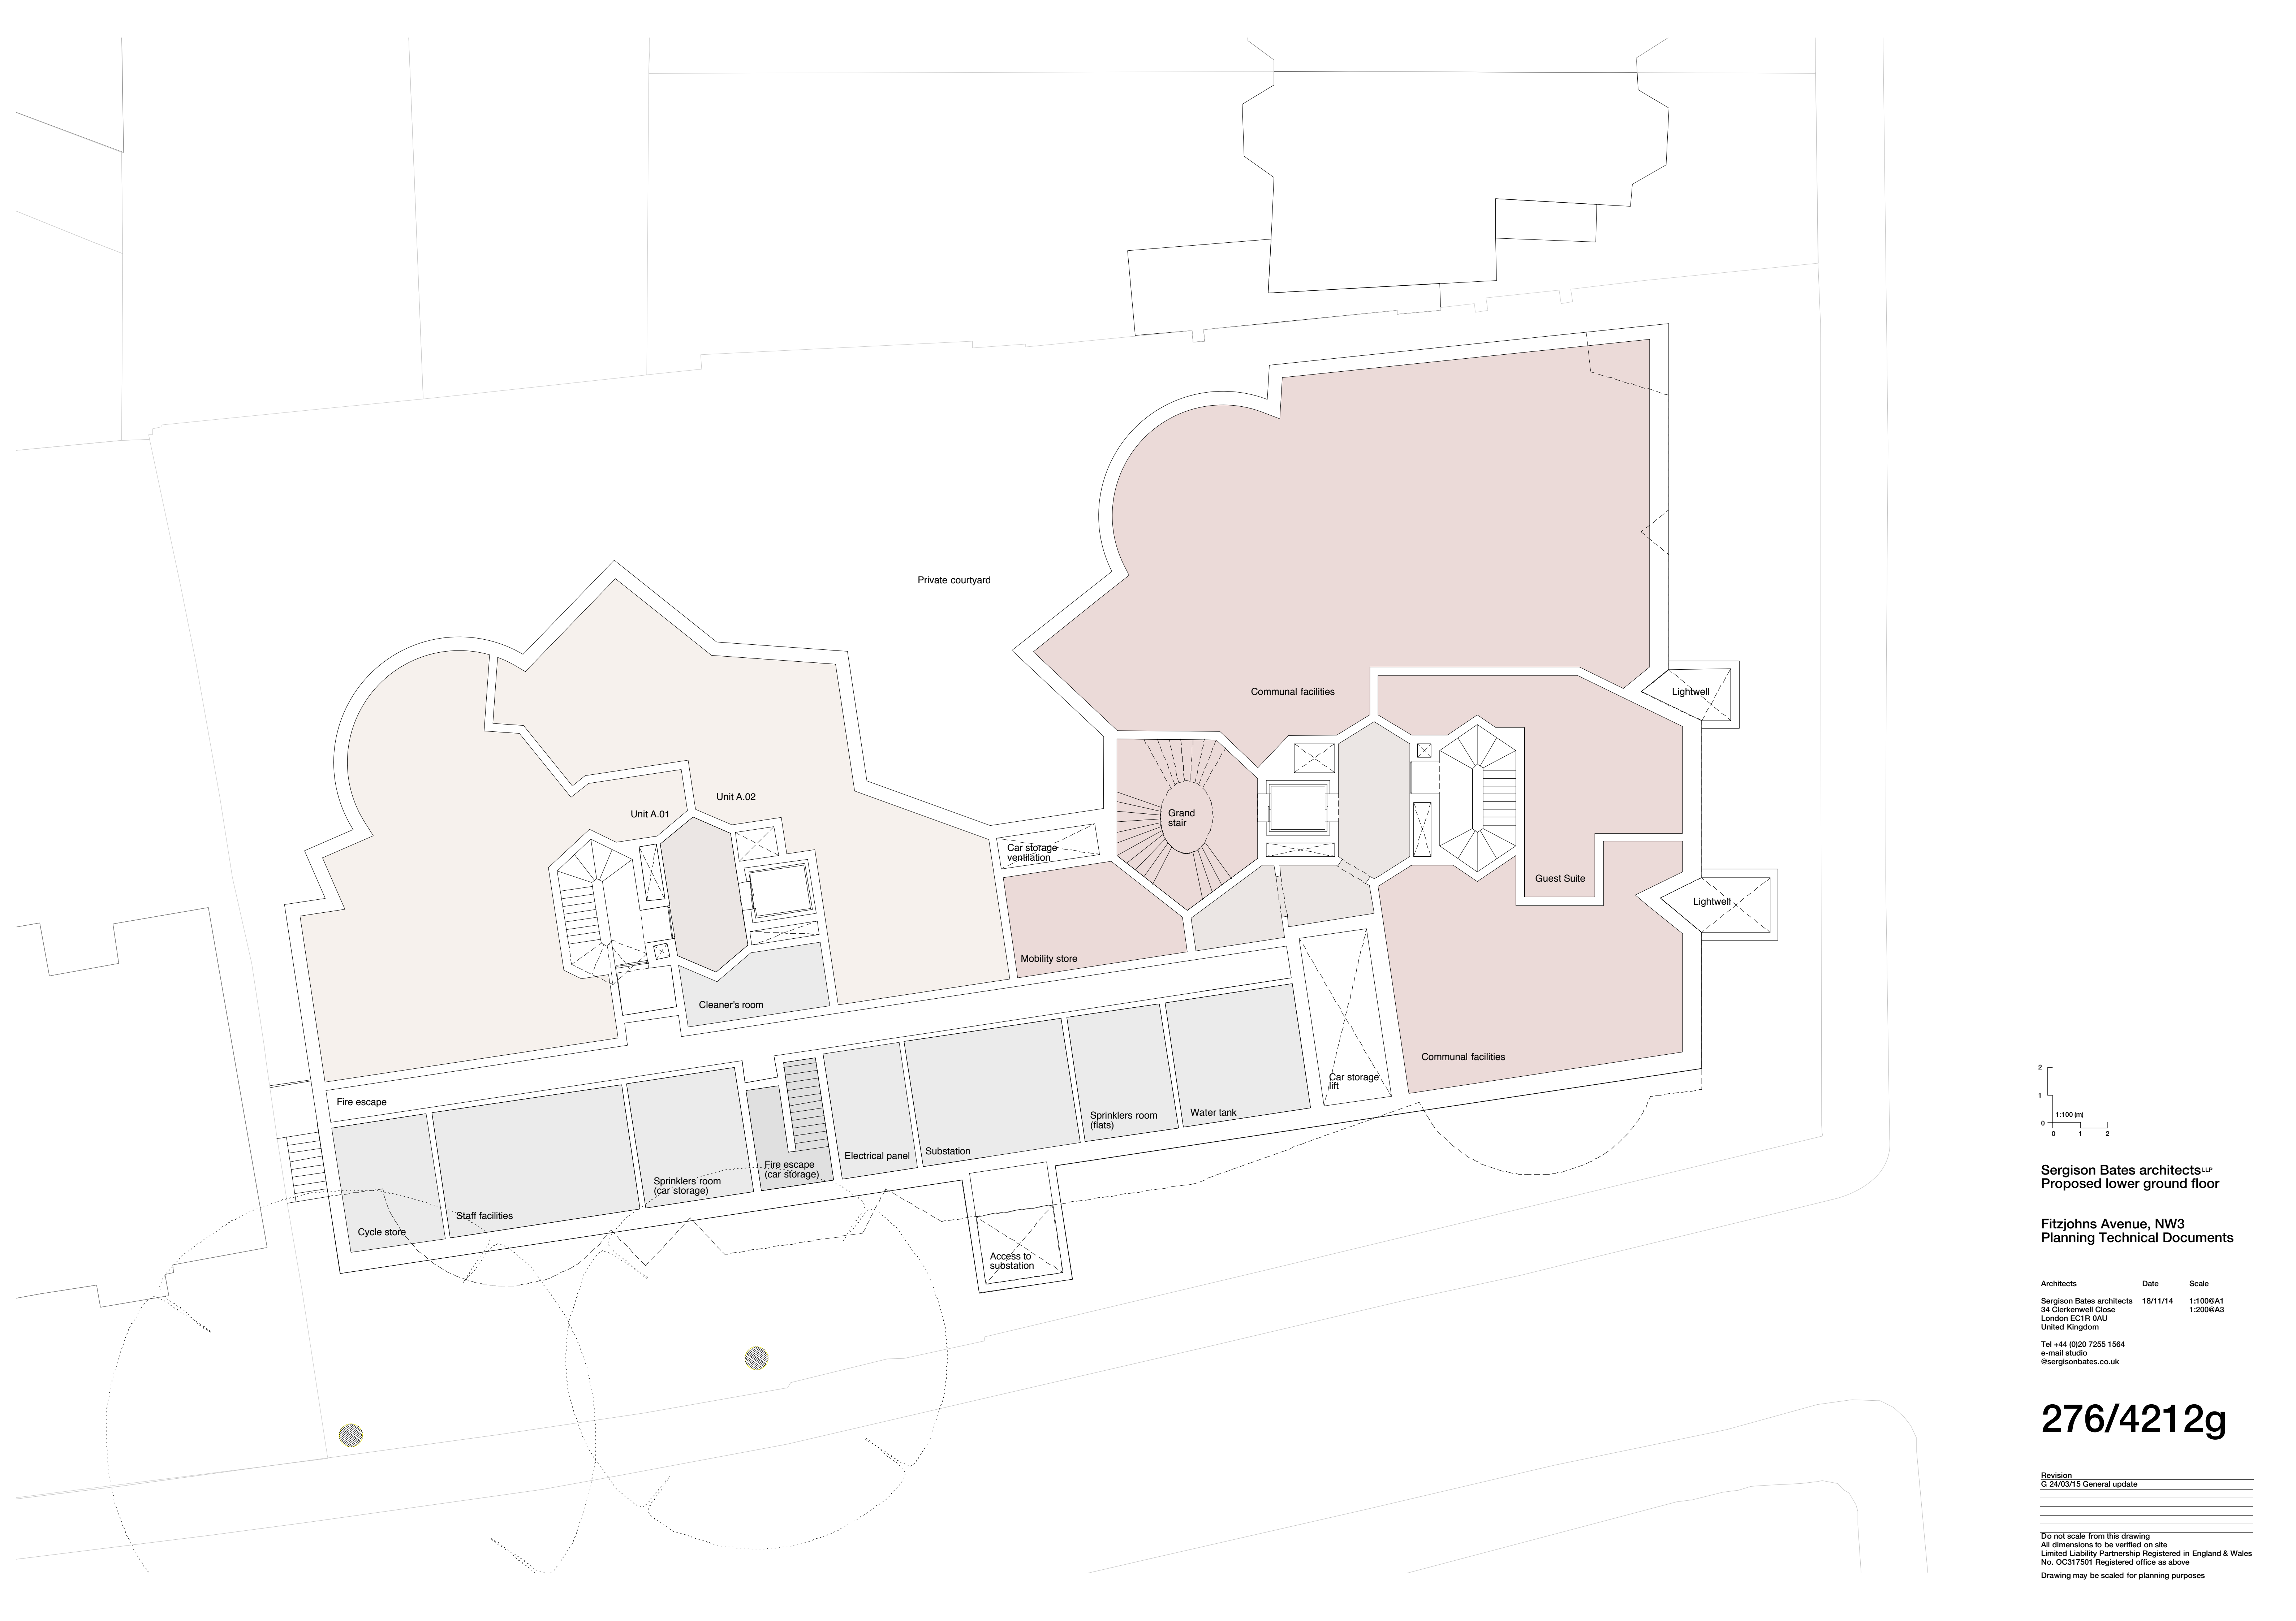 Private courtyard
Communal facilities
Lightwell
Unit A.02
Unit A.01
Grand
stair
Car storage
ventilation
Guest Suite
Lightwell
Mobility store
Cleaner's room
Communal facilities
Car storage
lift
Fire escape
Sprinklers room
(flats)
Water tank
Electrical panel
Substation
Fire escape
(car storage)
Sprinklers room
(car storage)
Staff facilities
Cycle store
Access to
substation
2
1
1:100 (m)
0
0 1 2
Sergison Bates architects LLP
Proposed lower ground floor
Fitzjohns Avenue, NW3
Planning Technical Documents
Architects Date Scale
Sergison Bates architects 18/11/14 1:100@A1
34 Clerkenwell Close 1:200@A3
London EC1R 0AU
United Kingdom
Tel +44 (0)20 7255 1564
e-mail studio
@sergisonbates.co.uk
276/4212g
Revision
G 24/03/15 General update
Do not scale from this drawing
All dimensions to be verified on site
Limited Liability Partnership Registered in England & Wales
No. OC317501 Registered office as above
Drawing may be scaled for planning purposes